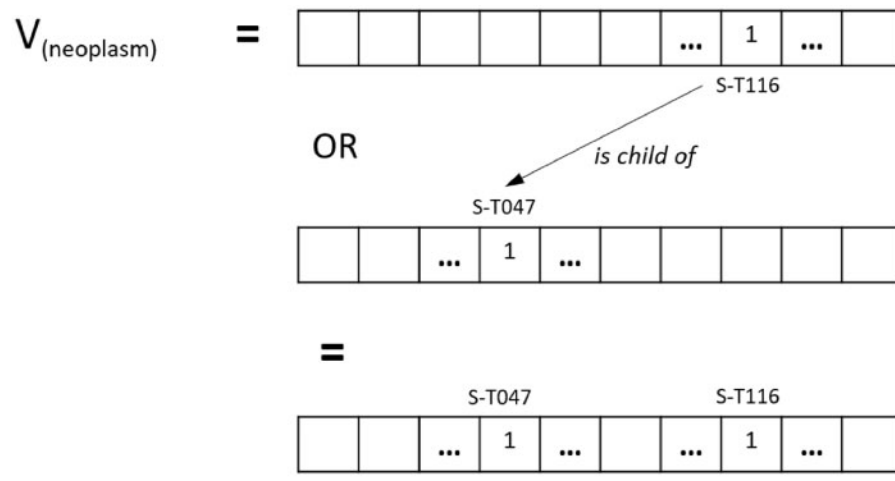 V(neoplasm) = ... 1 ...
S-T116
OR
is child of
S-T047
... 1 ...
=
S-T047 S-T116
... 1 ... ... 1 ...